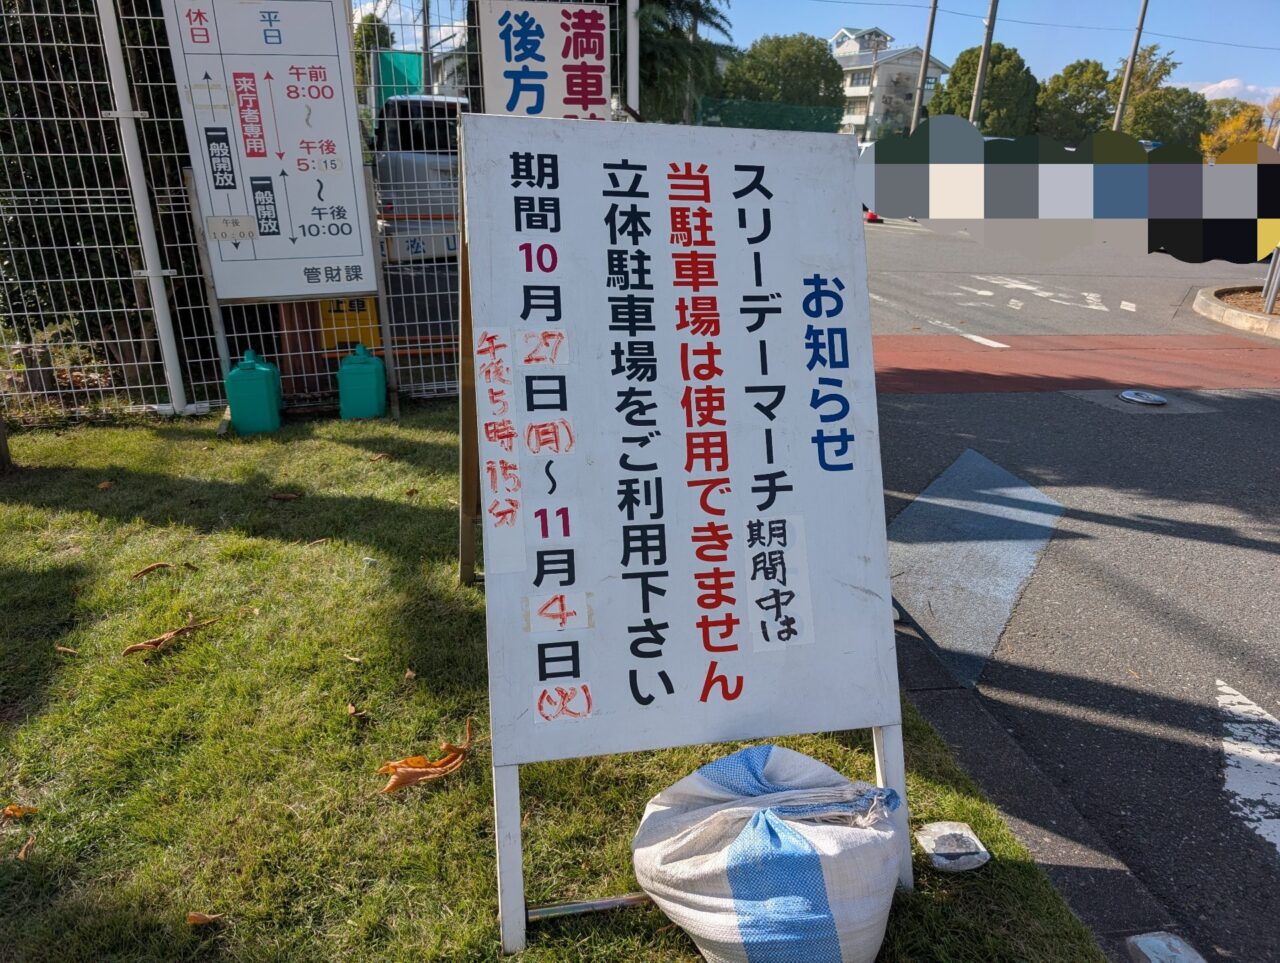 お知らせ
スリーデーマーチ期間中は
当駐車場は使用できません
立体駐車場をご利用下さい
期間10月27日(月)～11月4日(火)
午後5時15分
満車
後方
平日
休日
午前
8:00
～
午後
5:15
～
午後
10:00
来庁者専用
一般開放
一般開放
午後
10:00
管財課
松山